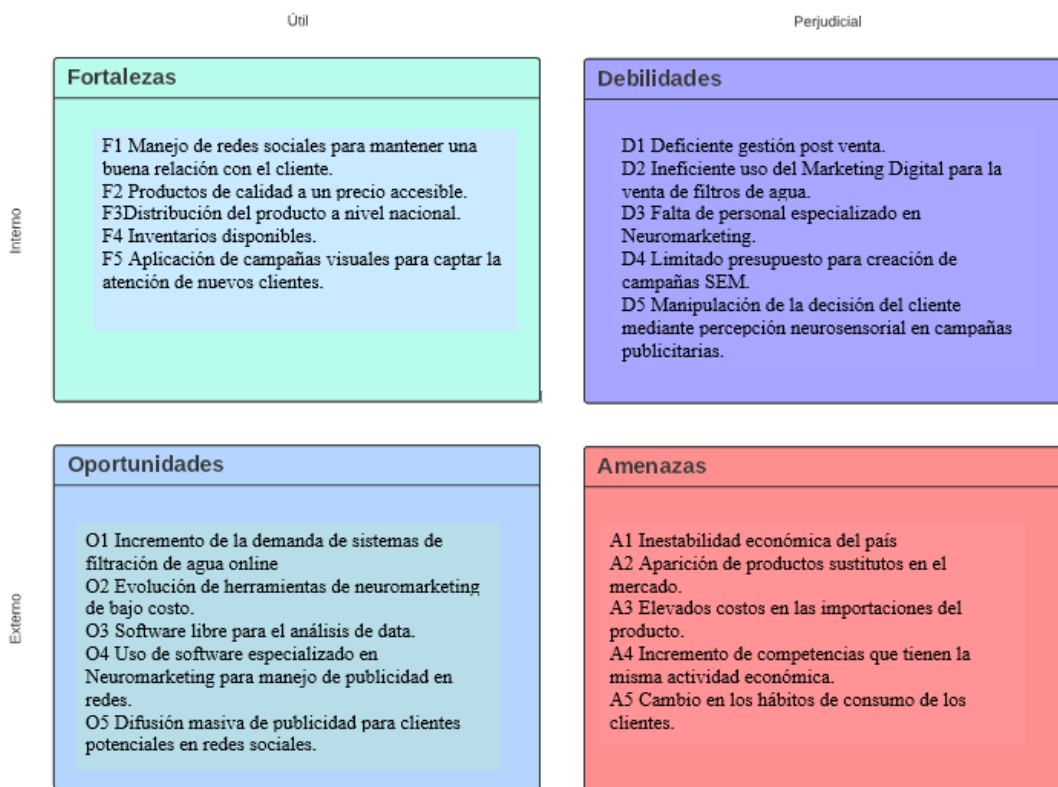 Útil
Perjudicial
Interno
Fortalezas
F1 Manejo de redes sociales para mantener una
buena relación con el cliente.
F2 Productos de calidad a un precio accesible.
F3Distribución del producto a nivel nacional.
F4 Inventarios disponibles.
F5 Aplicación de campañas visuales para captar la
atención de nuevos clientes.
Debilidades
D1 Deficiente gestión post venta.
D2 Ineficiente uso del Marketing Digital para la
venta de filtros de agua.
D3 Falta de personal especializado en
Neuromarketing.
D4 Limitado presupuesto para creación de
campañas SEM.
D5 Manipulación de la decisión del cliente
mediante percepción neurosensorial en campañas
publicitarias.
Externo
Oportunidades
O1 Incremento de la demanda de sistemas de
filtración de agua online
O2 Evolución de herramientas de neuromarketing
de bajo costo.
O3 Software libre para el análisis de data.
O4 Uso de software especializado en
Neuromarketing para manejo de publicidad en
redes.
O5 Difusión masiva de publicidad para clientes
potenciales en redes sociales.
Amenazas
A1 Inestabilidad económica del país
A2 Aparición de productos sustitutos en el
mercado.
A3 Elevados costos en las importaciones del
producto.
A4 Incremento de competencias que tienen la
misma actividad económica.
A5 Cambio en los hábitos de consumo de los
clientes.